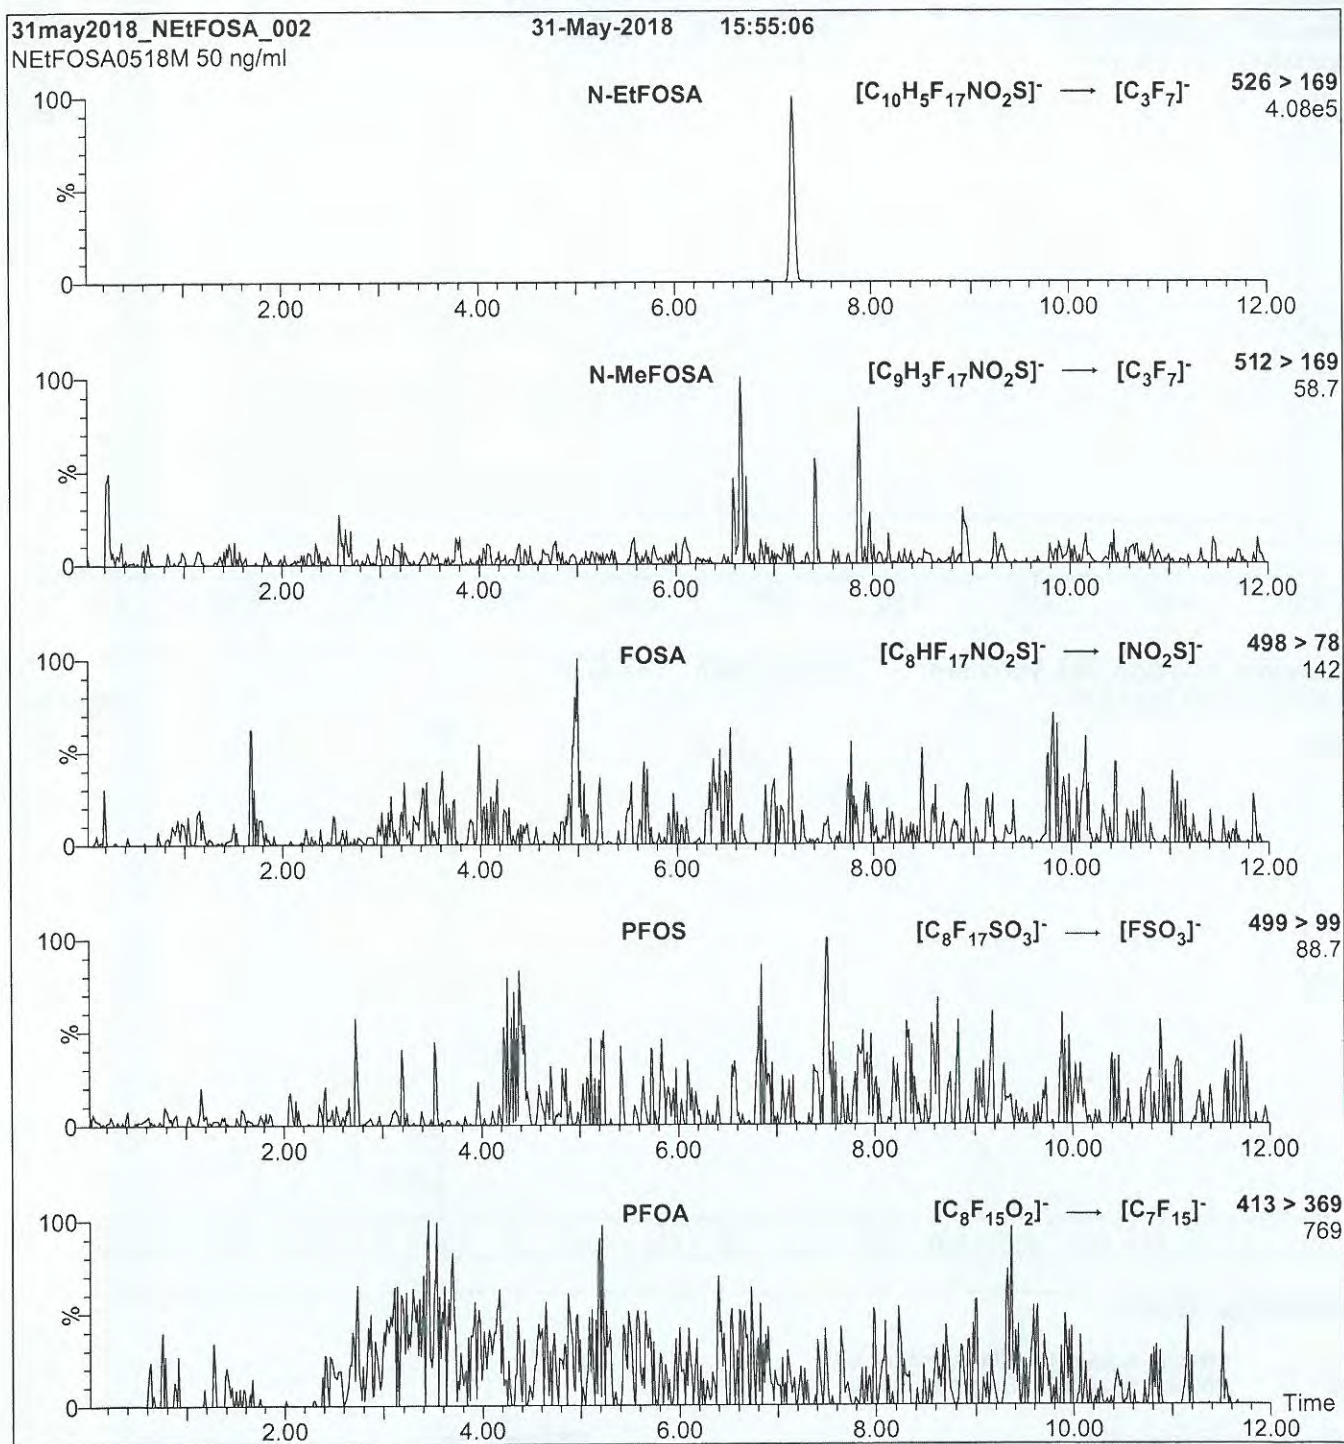 31may2018_NEtFOSA_002 31-May-2018 15:55:06
NEtFOSA0518M 50 ng/ml
N-EtFOSA [C₁₀H₅F₁₇NO₂S]⁻ → [C₃F₇]⁻ 526 > 169
4.08e5
100
%
0
2.00 4.00 6.00 8.00 10.00 12.00
N-MeFOSA [C₉H₃F₁₇NO₂S]⁻ → [C₃F₇]⁻ 512 > 169
58.7
100
%
0
2.00 4.00 6.00 8.00 10.00 12.00
FOSA [C₈HF₁₇NO₂S]⁻ → [NO₂S]⁻ 498 > 78
142
100
%
0
2.00 4.00 6.00 8.00 10.00 12.00
PFOS [C₈F₁₇SO₃]⁻ → [FSO₃]⁻ 499 > 99
88.7
100
%
0
2.00 4.00 6.00 8.00 10.00 12.00
PFOA [C₈F₁₅O₂]⁻ → [C₇F₁₅]⁻ 413 > 369
769
100
%
0
Time
2.00 4.00 6.00 8.00 10.00 12.00